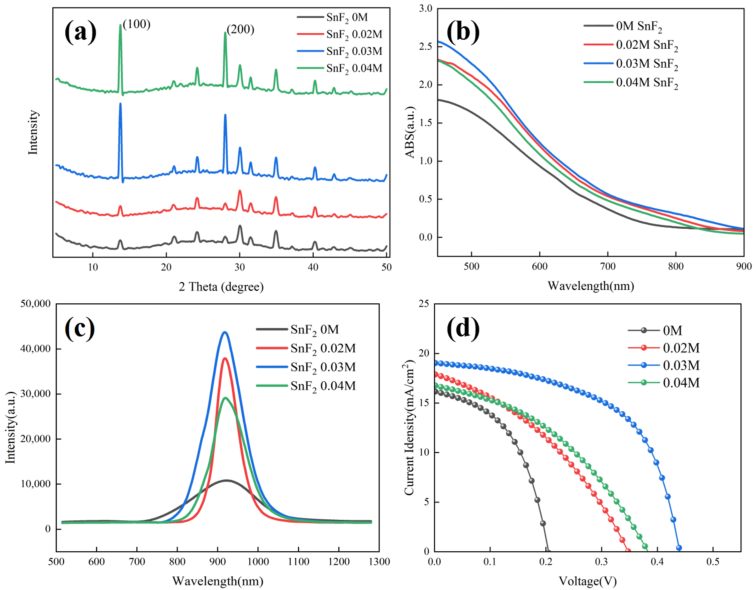 (a)
(100)
(200)
SnF₂ 0M
SnF₂ 0.02M
SnF₂ 0.03M
SnF₂ 0.04M
Intensity
10 20 30 40 50
2 Theta (degree)
(b)
0M SnF₂
0.02M SnF₂
0.03M SnF₂
0.04M SnF₂
ABS(a.u.)
3.0
2.5
2.0
1.5
1.0
0.5
0.0
500 600 700 800 900
Wavelength(nm)
(c)
SnF₂ 0M
SnF₂ 0.02M
SnF₂ 0.03M
SnF₂ 0.04M
Intensity(a.u.)
50,000
40,000
30,000
20,000
10,000
0
500 600 700 800 900 1000 1100 1200 1300
Wavelength(nm)
(d)
0M
0.02M
0.03M
0.04M
Current Idensity(mA/cm²)
25
20
15
10
5
0
0.0 0.1 0.2 0.3 0.4 0.5
Voltage(V)